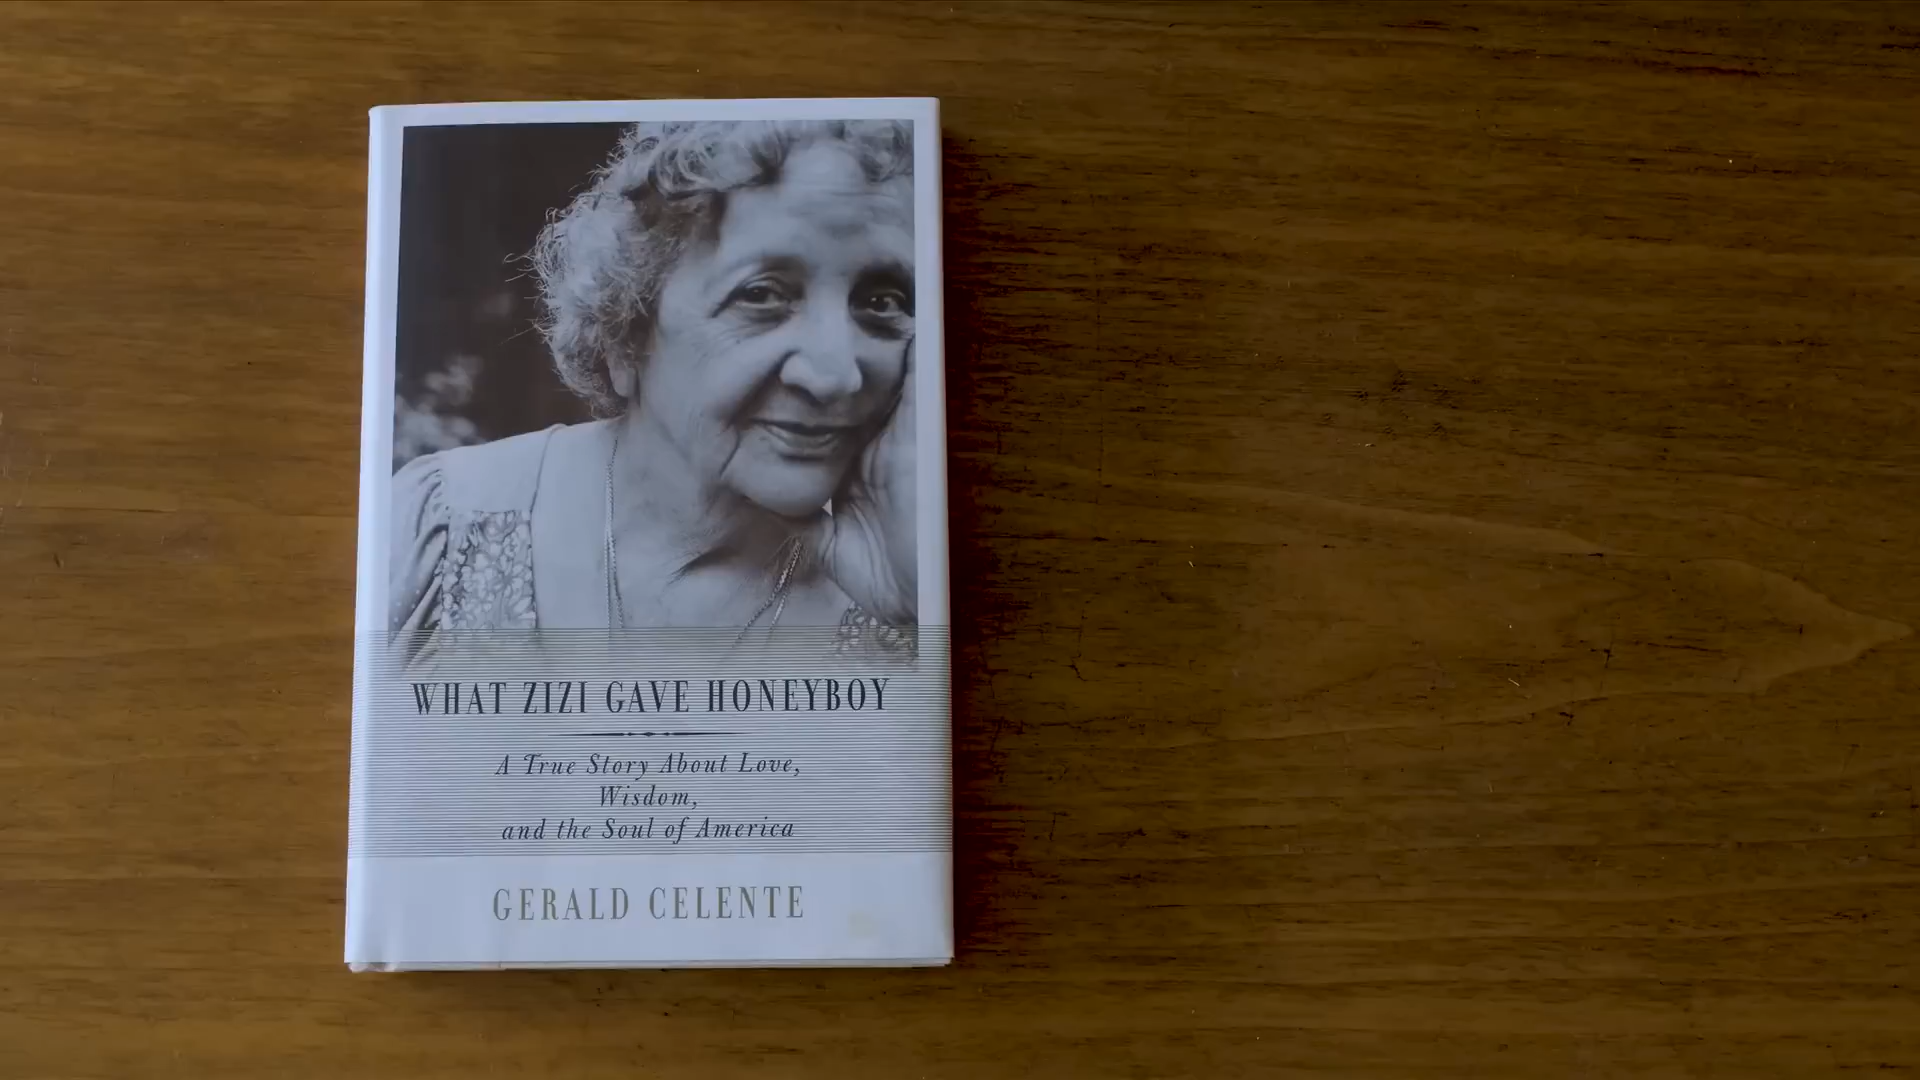 WHAT ZIZI GAVE HONEYBOY
A True Story About Love,
Wisdom,
and the Soul of America
GERALD CELENTE